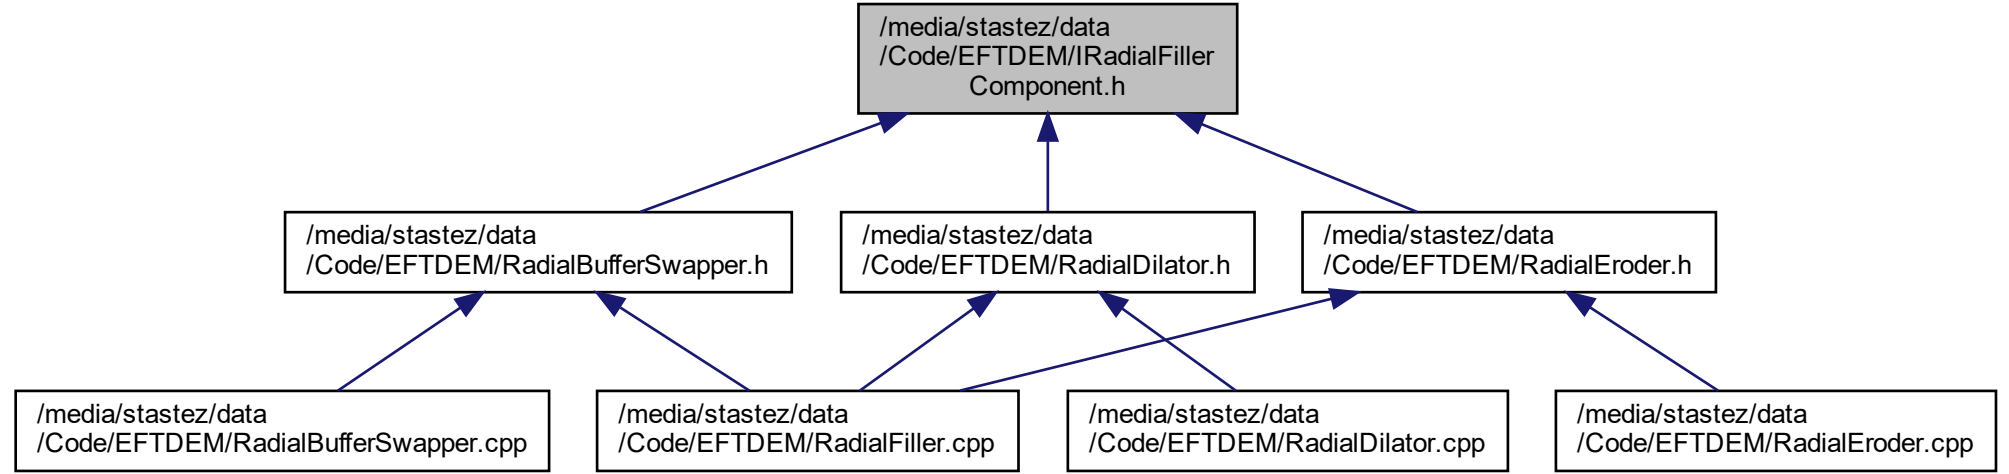 /media/stastez/data
/Code/EFTDEM/IRadialFiller
Component.h
/media/stastez/data
/Code/EFTDEM/RadialBufferSwapper.h
/media/stastez/data
/Code/EFTDEM/RadialDilator.h
/media/stastez/data
/Code/EFTDEM/RadialEroder.h
/media/stastez/data
/Code/EFTDEM/RadialBufferSwapper.cpp
/media/stastez/data
/Code/EFTDEM/RadialFiller.cpp
/media/stastez/data
/Code/EFTDEM/RadialDilator.cpp
/media/stastez/data
/Code/EFTDEM/RadialEroder.cpp